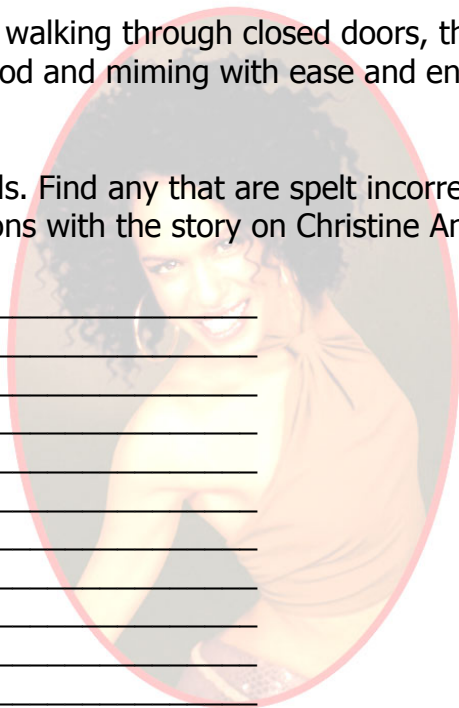 walking through closed doors, th
od and miming with ease and en
ls. Find any that are spelt incorre
ons with the story on Christine An